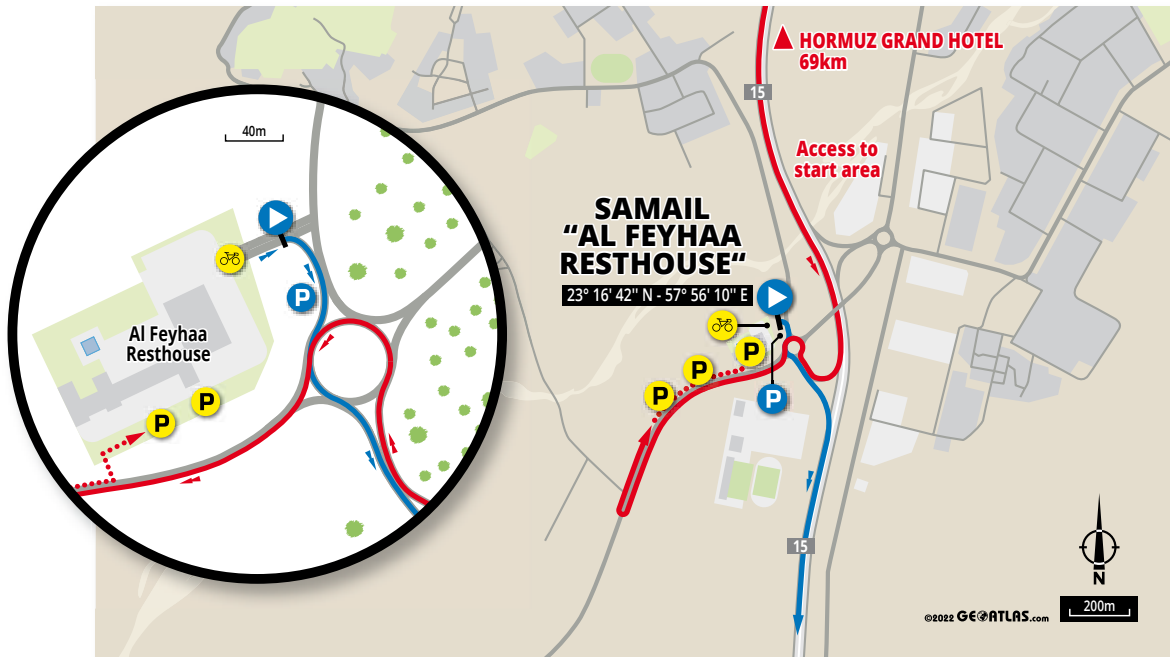 HORMUZ GRAND HOTEL
69km
15
Access to
start area
40m
SAMAIL
“AL FEYHAA
RESTHOUSE“
23° 16' 42'' N - 57° 56' 10'' E
P
Al Feyhaa
Resthouse
P
P
P
P
P
P
15
N
200m
©2022 GEOATLAS.com